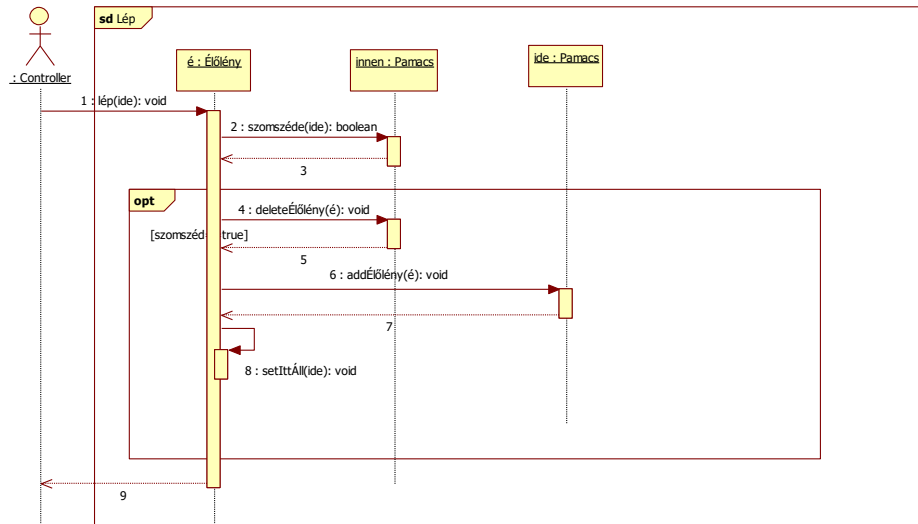 sd Lép
: Controller
é : Élőlény
innen : Pamacs
ide : Pamacs
1 : lép(ide): void
2 : szomszéde(ide): boolean
3
opt
4 : deleteÉlőlény(é): void
[szomszéd true]
5
6 : addÉlőlény(é): void
7
8 : setIttÁll(ide): void
9